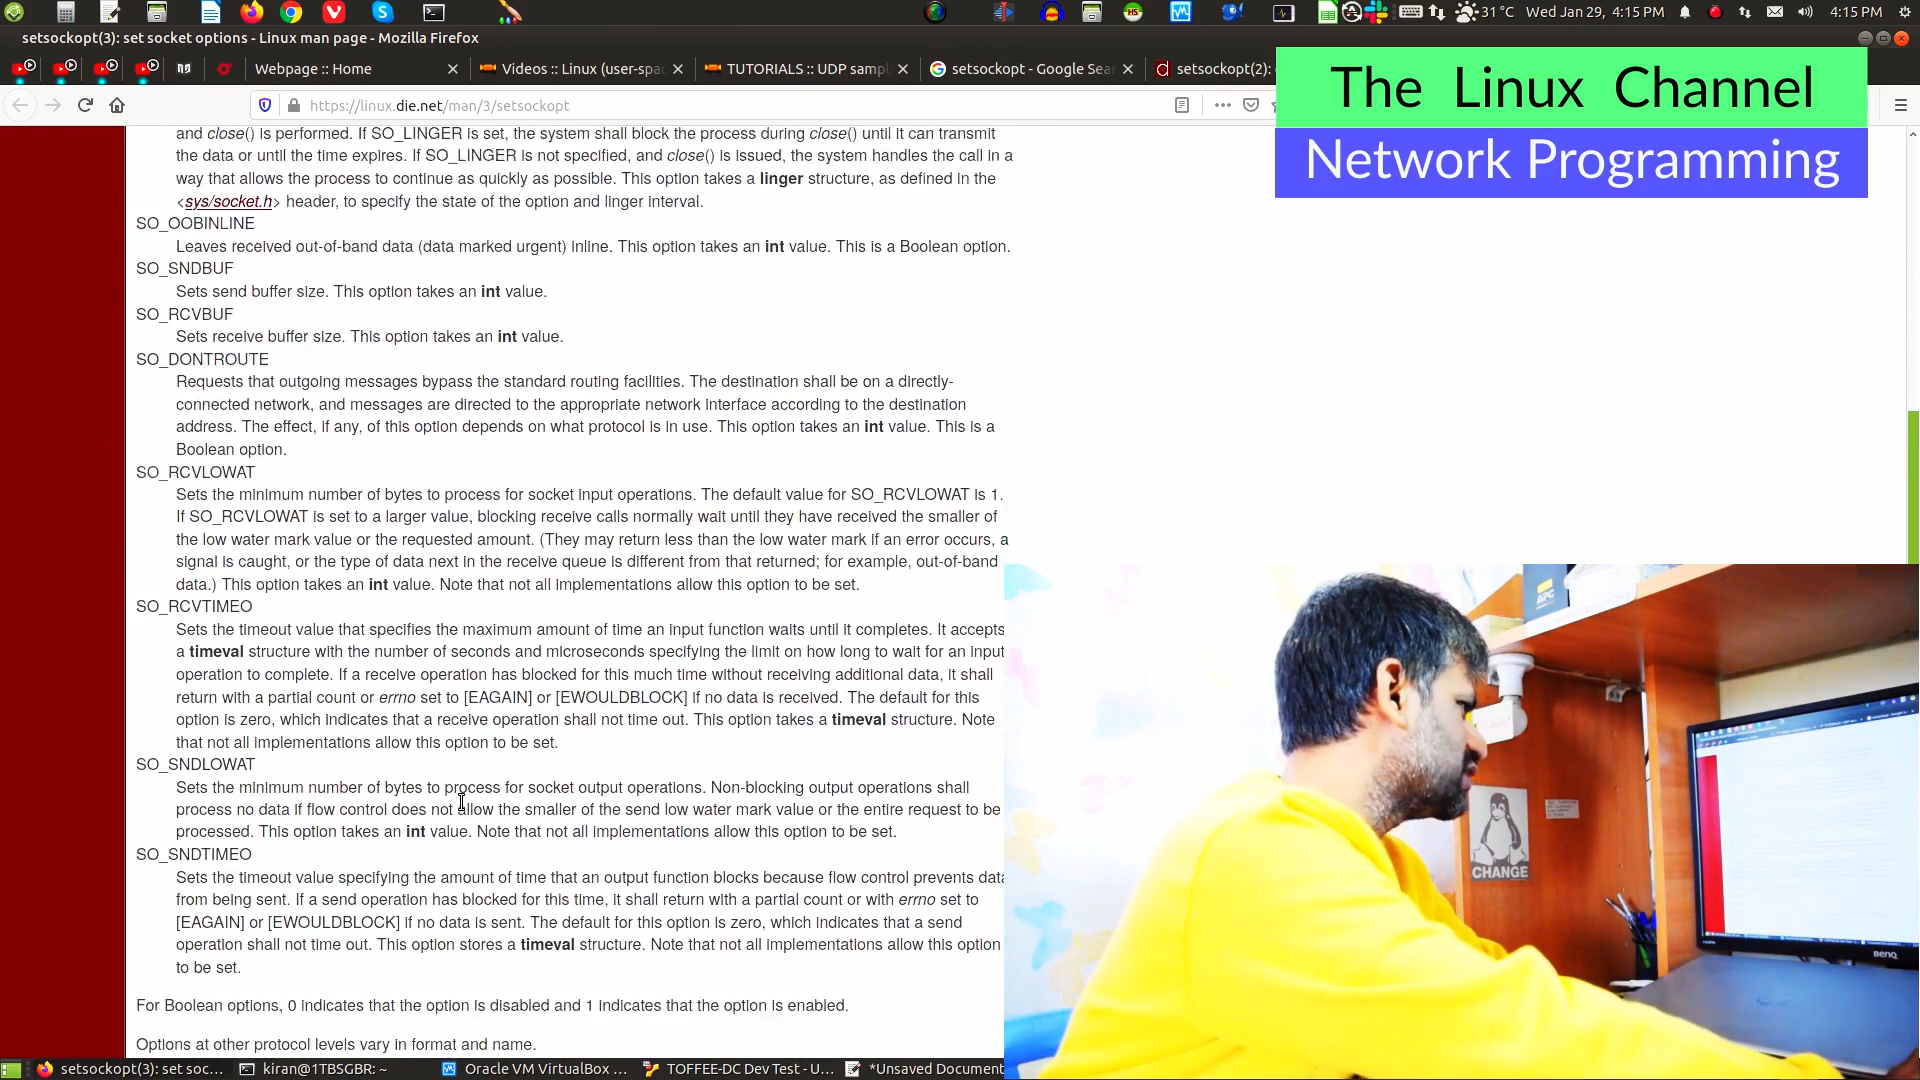 31 °C Wed Jan 29, 4:15 PM 4:15 PM
setsockopt(3): set socket options - Linux man page - Mozilla Firefox
Webpage :: Home
Videos :: Linux (user-spac
TUTORIALS :: UDP sampl
setsockopt - Google Sear
setsockopt(2):
https://linux.die.net/man/3/setsockopt
The Linux Channel
Network Programming
and close() is performed. If SO_LINGER is set, the system shall block the process during close() until it can transmit
the data or until the time expires. If SO_LINGER is not specified, and close() is issued, the system handles the call in a
way that allows the process to continue as quickly as possible. This option takes a linger structure, as defined in the
<sys/socket.h> header, to specify the state of the option and linger interval.
SO_OOBINLINE
Leaves received out-of-band data (data marked urgent) inline. This option takes an int value. This is a Boolean option.
SO_SNDBUF
Sets send buffer size. This option takes an int value.
SO_RCVBUF
Sets receive buffer size. This option takes an int value.
SO_DONTROUTE
Requests that outgoing messages bypass the standard routing facilities. The destination shall be on a directly-
connected network, and messages are directed to the appropriate network interface according to the destination
address. The effect, if any, of this option depends on what protocol is in use. This option takes an int value. This is a
Boolean option.
SO_RCVLOWAT
Sets the minimum number of bytes to process for socket input operations. The default value for SO_RCVLOWAT is 1.
If SO_RCVLOWAT is set to a larger value, blocking receive calls normally wait until they have received the smaller of
the low water mark value or the requested amount. (They may return less than the low water mark if an error occurs, a
signal is caught, or the type of data next in the receive queue is different from that returned; for example, out-of-band
data.) This option takes an int value. Note that not all implementations allow this option to be set.
SO_RCVTIMEO
Sets the timeout value that specifies the maximum amount of time an input function waits until it completes. It accepts
a timeval structure with the number of seconds and microseconds specifying the limit on how long to wait for an input
operation to complete. If a receive operation has blocked for this much time without receiving additional data, it shall
return with a partial count or errno set to [EAGAIN] or [EWOULDBLOCK] if no data is received. The default for this
option is zero, which indicates that a receive operation shall not time out. This option takes a timeval structure. Note
that not all implementations allow this option to be set.
SO_SNDLOWAT
Sets the minimum number of bytes to process for socket output operations. Non-blocking output operations shall
process no data if flow control does not allow the smaller of the send low water mark value or the entire request to be
processed. This option takes an int value. Note that not all implementations allow this option to be set.
SO_SNDTIMEO
Sets the timeout value specifying the amount of time that an output function blocks because flow control prevents data
from being sent. If a send operation has blocked for this time, it shall return with a partial count or with errno set to
[EAGAIN] or [EWOULDBLOCK] if no data is sent. The default for this option is zero, which indicates that a send
operation shall not time out. This option stores a timeval structure. Note that not all implementations allow this option
to be set.
For Boolean options, 0 indicates that the option is disabled and 1 indicates that the option is enabled.
Options at other protocol levels vary in format and name.
APC
CHANGE
BenQ
setsockopt(3): set soc...
kiran@1TBSGBR: ~
Oracle VM VirtualBox ...
TOFFEE-DC Dev Test - U...
*Unsaved Document